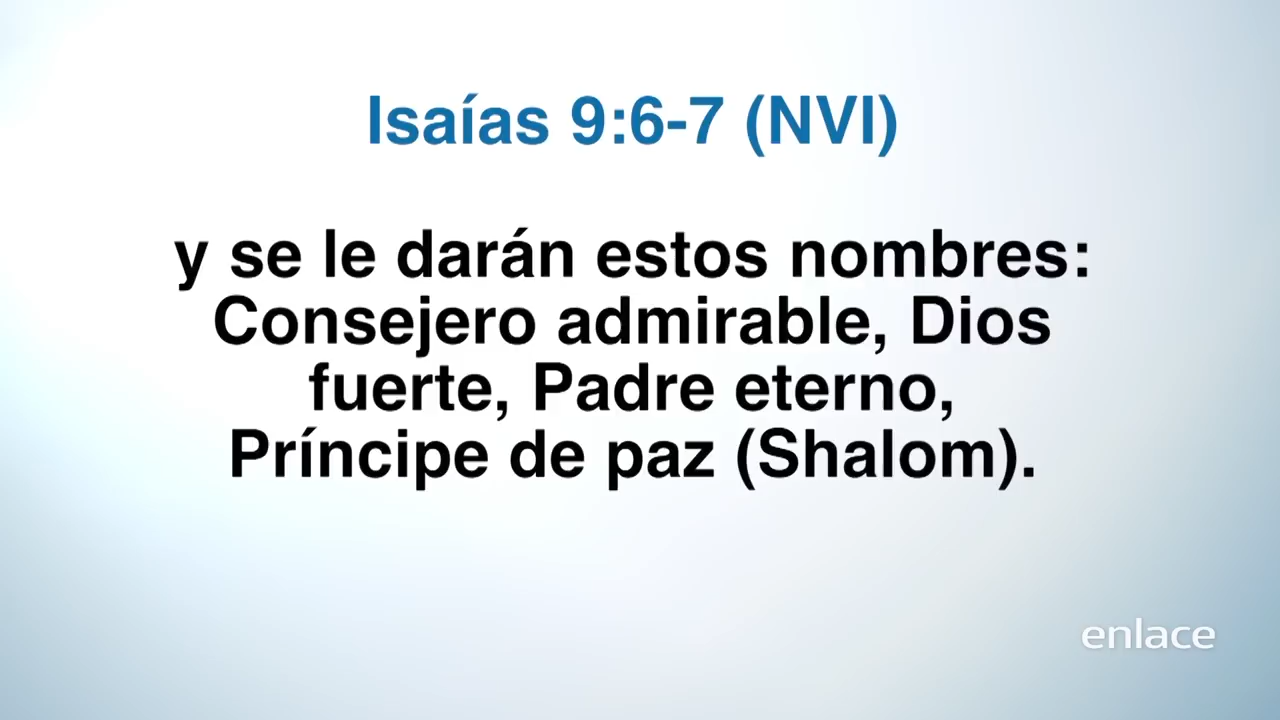 Isaías 9:6-7 (NVI)
y se le darán estos nombres:
Consejero admirable, Dios
fuerte, Padre eterno,
Príncipe de paz (Shalom).
enlace